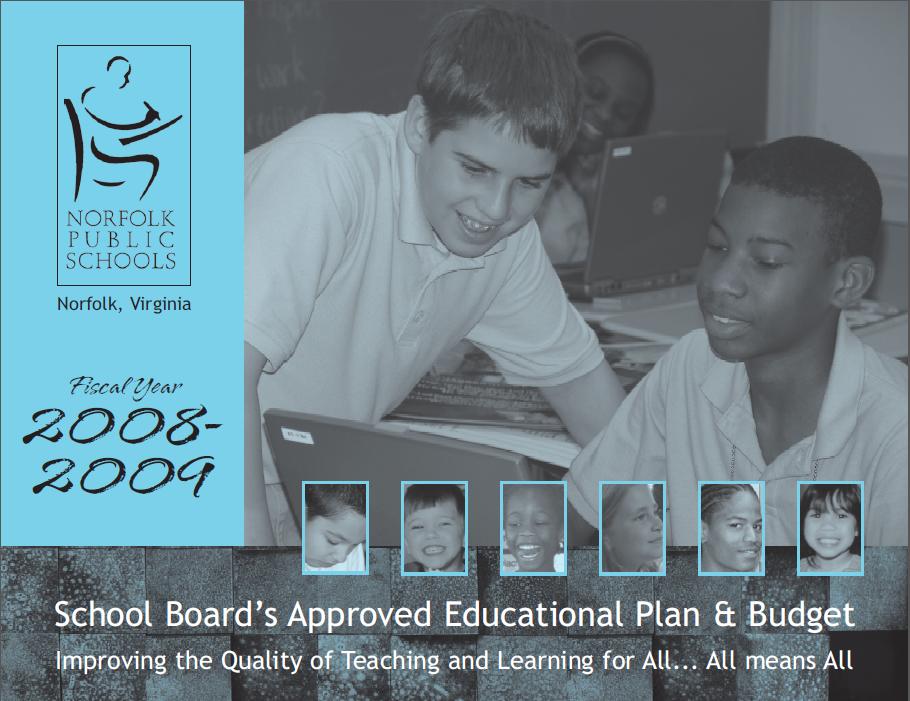 NORFOLK
PUBLIC
SCHOOLS
Norfolk, Virginia
Fiscal Year
2008-
2009
work
School Board's Approved Educational Plan & Budget
Improving the Quality of Teaching and Learning for All... All means All